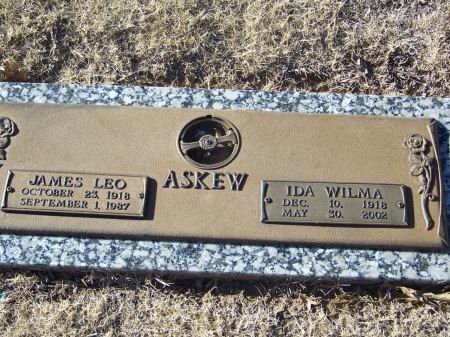 ASKEW
JAMES LEO
OCTOBER 23, 1918
SEPTEMBER 1, 1987
IDA WILMA
DEC. 10, 1918
MAY 30, 2002